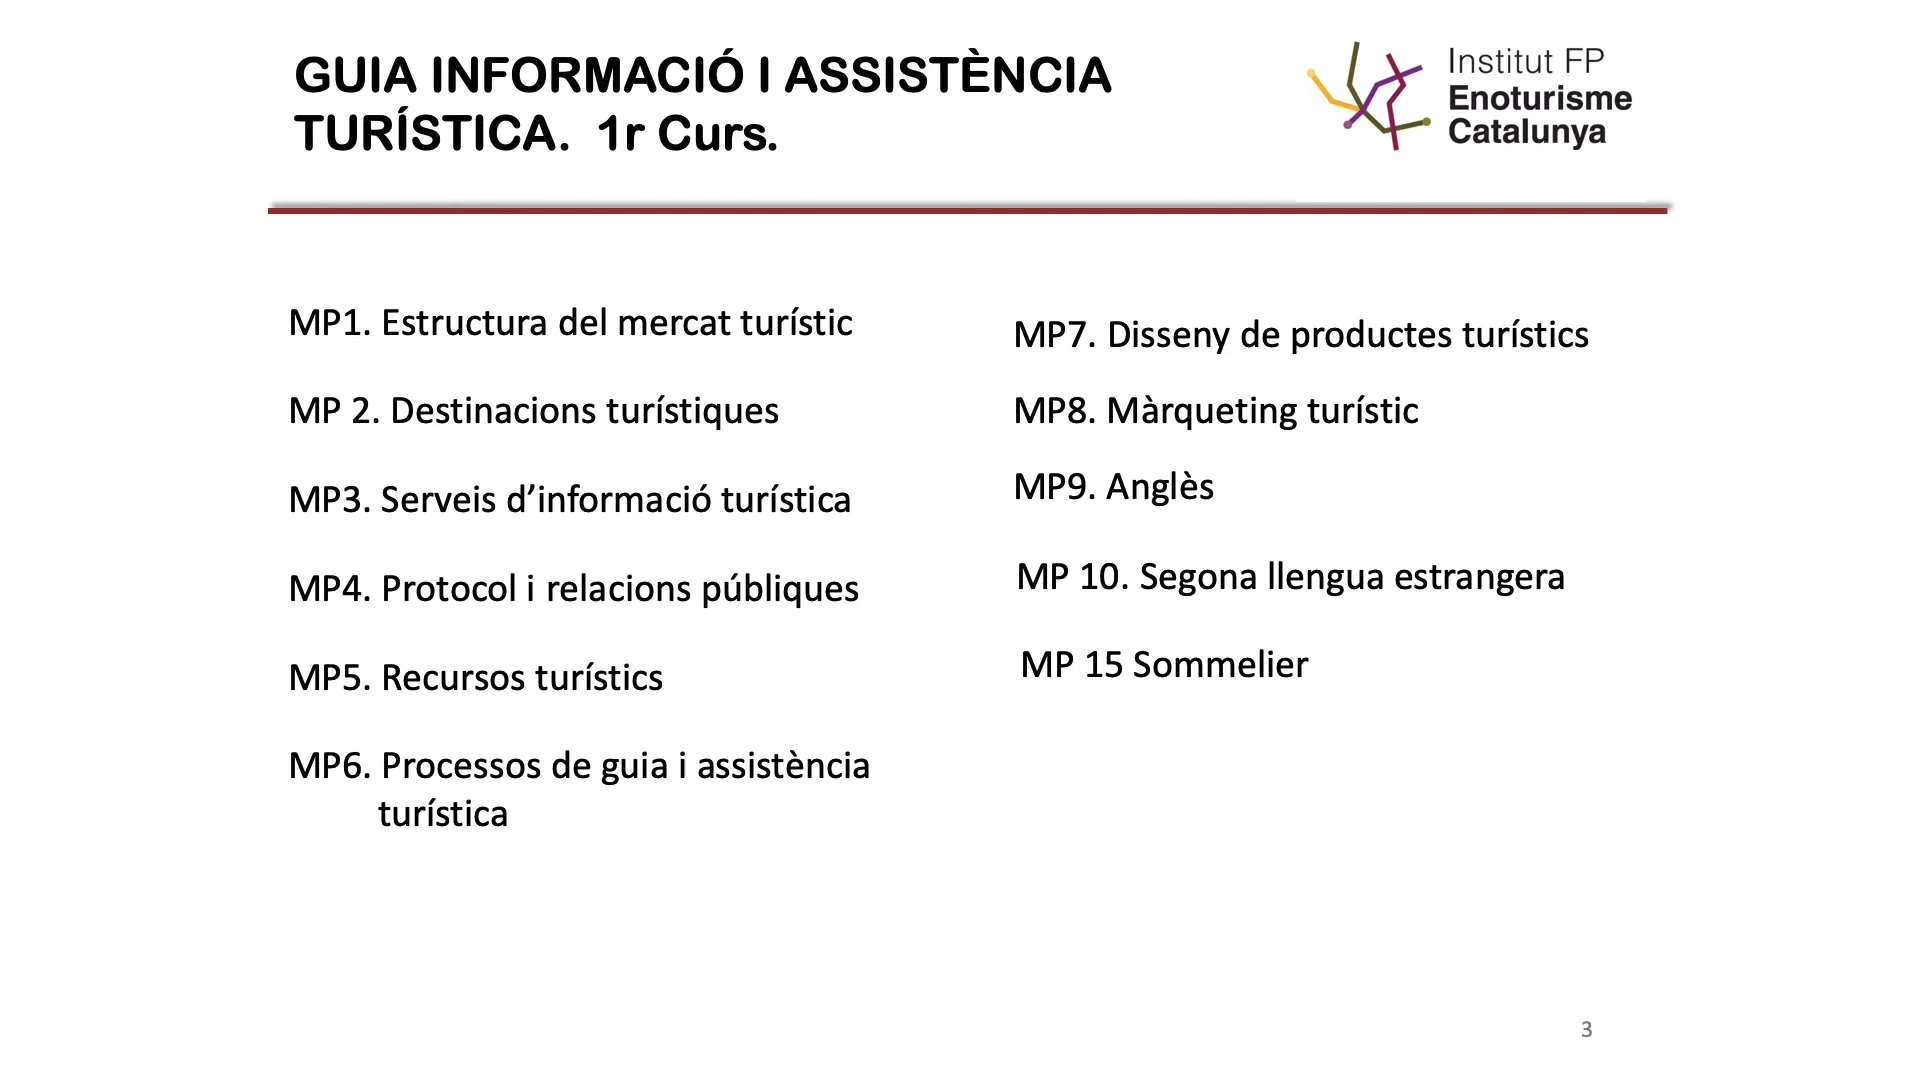 GUIA INFORMACIÓ I ASSISTÈNCIA
TURÍSTICA.  1r Curs.
Institut FP
Enoturisme
Catalunya
MP1. Estructura del mercat turístic
MP 2. Destinacions turístiques
MP3. Serveis d’informació turística
MP4. Protocol i relacions públiques
MP5. Recursos turístics
MP6. Processos de guia i assistència
turística
MP7. Disseny de productes turístics
MP8. Màrqueting turístic
MP9. Anglès
MP 10. Segona llengua estrangera
MP 15 Sommelier
3